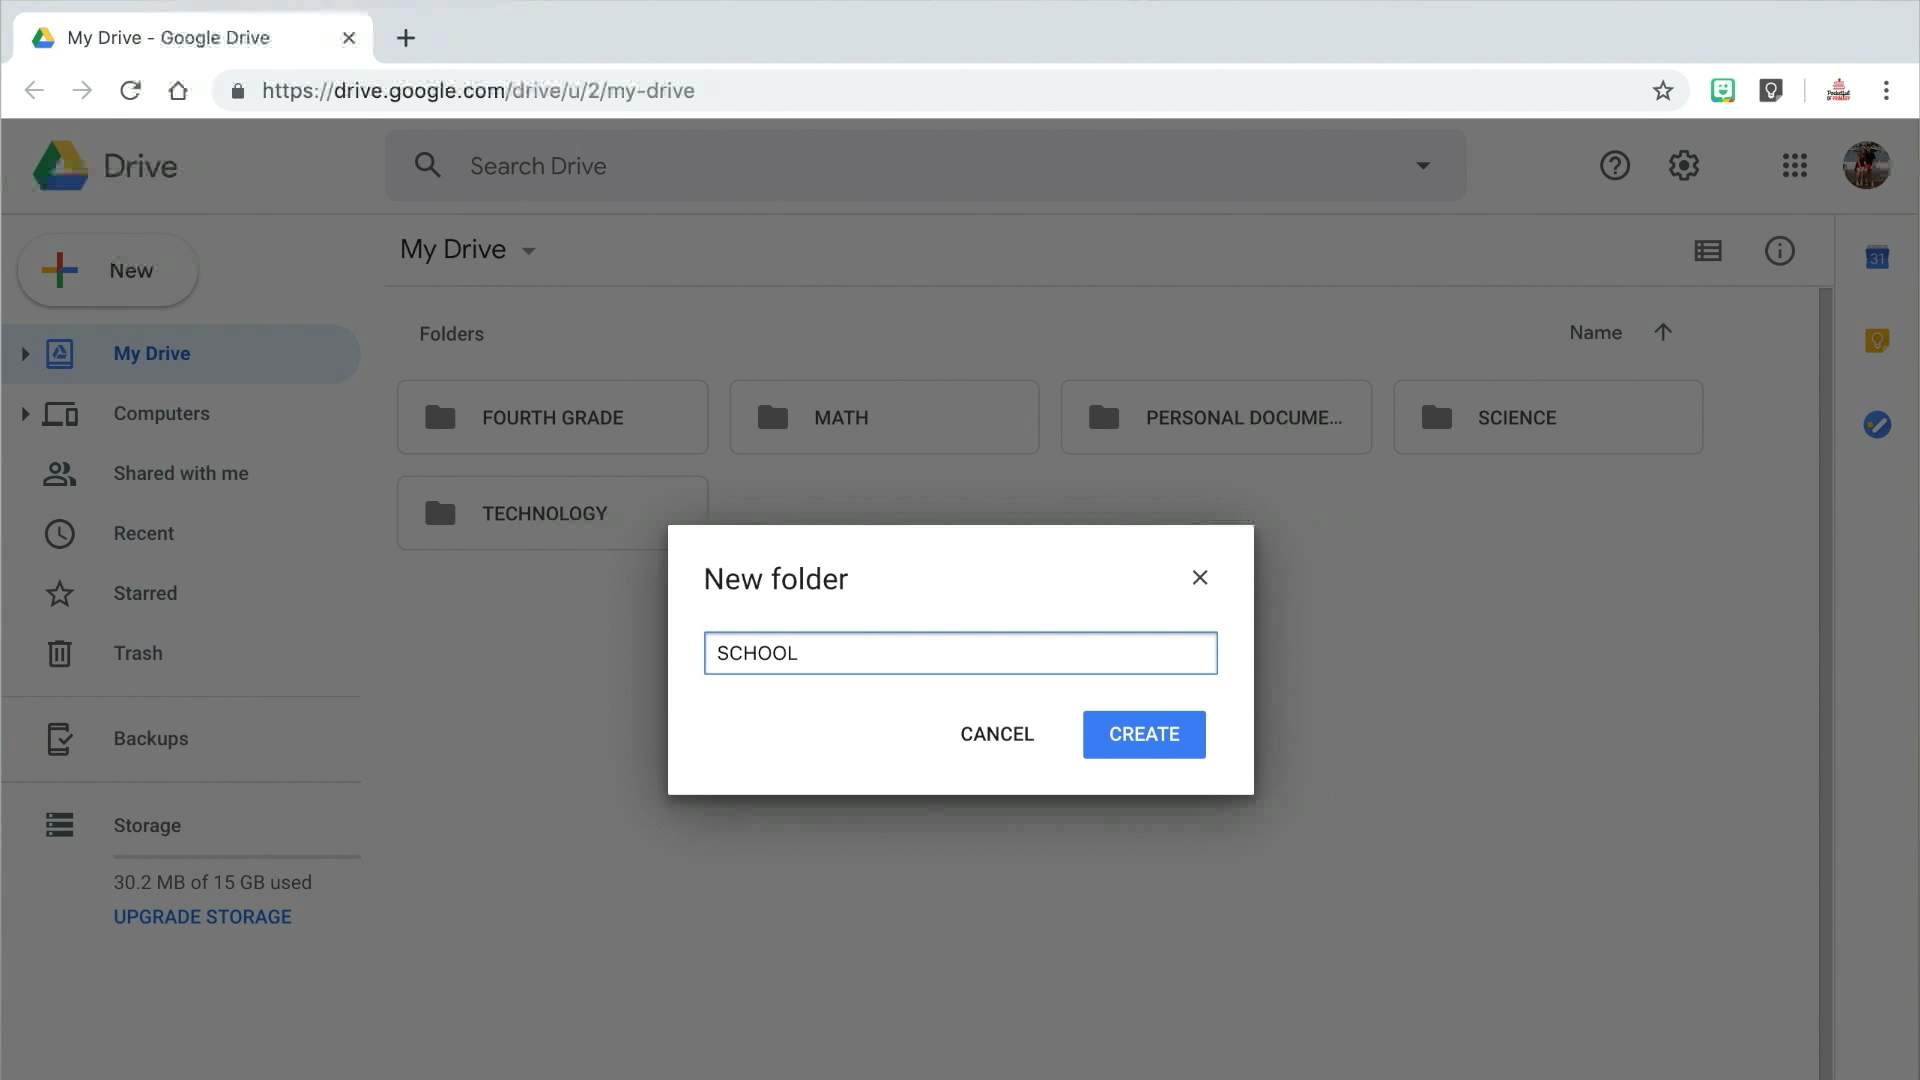 My Drive - Google Drive
https://drive.google.com/drive/u/2/my-drive
Drive
Search Drive
New
My Drive
31
My Drive
Computers
Shared with me
Recent
Starred
Trash
Backups
Storage
30.2 MB of 15 GB used
UPGRADE STORAGE
Folders
Name
FOURTH GRADE
MATH
PERSONAL DOCUME...
SCIENCE
TECHNOLOGY
New folder
SCHOOL
CANCEL
CREATE